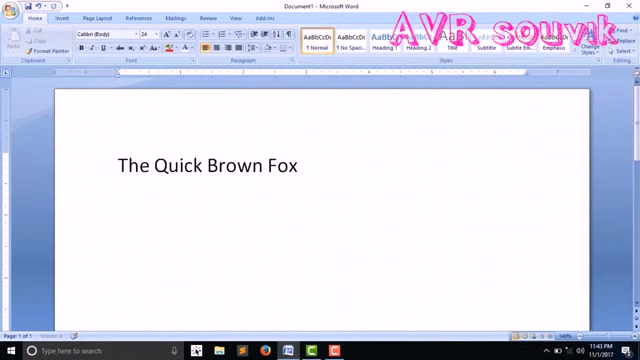 Document1 - Microsoft Word
Home Insert Page Layout References Mailings Review View Add-Ins
Cut
Copy
Format Painter
Paste
Clipboard
Calibri (Body) 24
Font
Paragraph
AaBbCcDc AaBbCcDc
¶ Normal ¶ No Spaci... Heading 1 Heading 2 Title Subtitle Subtle Em... Emphasis
Styles
Change Styles
Find
Replace
Select
Editing
AVR souvik
The Quick Brown Fox
Page: 1 of 1 Words: 4
140%
Type here to search
11:43 PM
11/1/2017